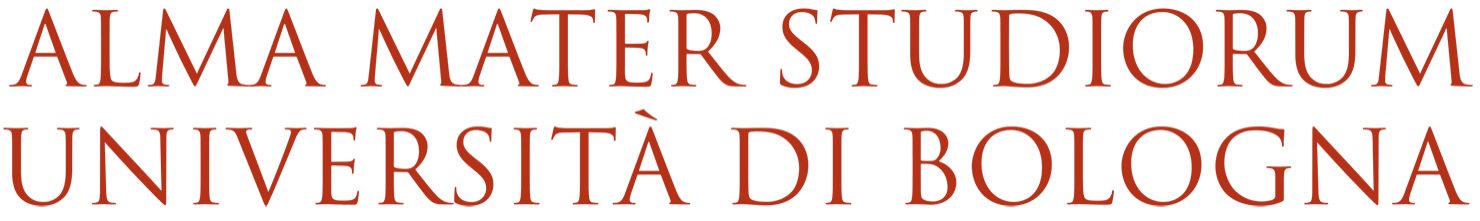 ALMA MATER STUDIORUM
UNIVERSITÀ DI BOLOGNA